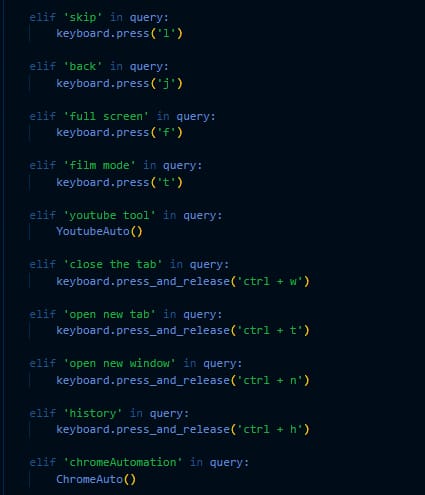 elif 'skip' in query:
    keyboard.press('l')
elif 'back' in query:
    keyboard.press('j')
elif 'full screen' in query:
    keyboard.press('f')
elif 'film mode' in query:
    keyboard.press('t')
elif 'youtube tool' in query:
    YoutubeAuto()
elif 'close the tab' in query:
    keyboard.press_and_release('ctrl + w')
elif 'open new tab' in query:
    keyboard.press_and_release('ctrl + t')
elif 'open new window' in query:
    keyboard.press_and_release('ctrl + n')
elif 'history' in query:
    keyboard.press_and_release('ctrl + h')
elif 'chromeAutomation' in query:
    ChromeAuto()